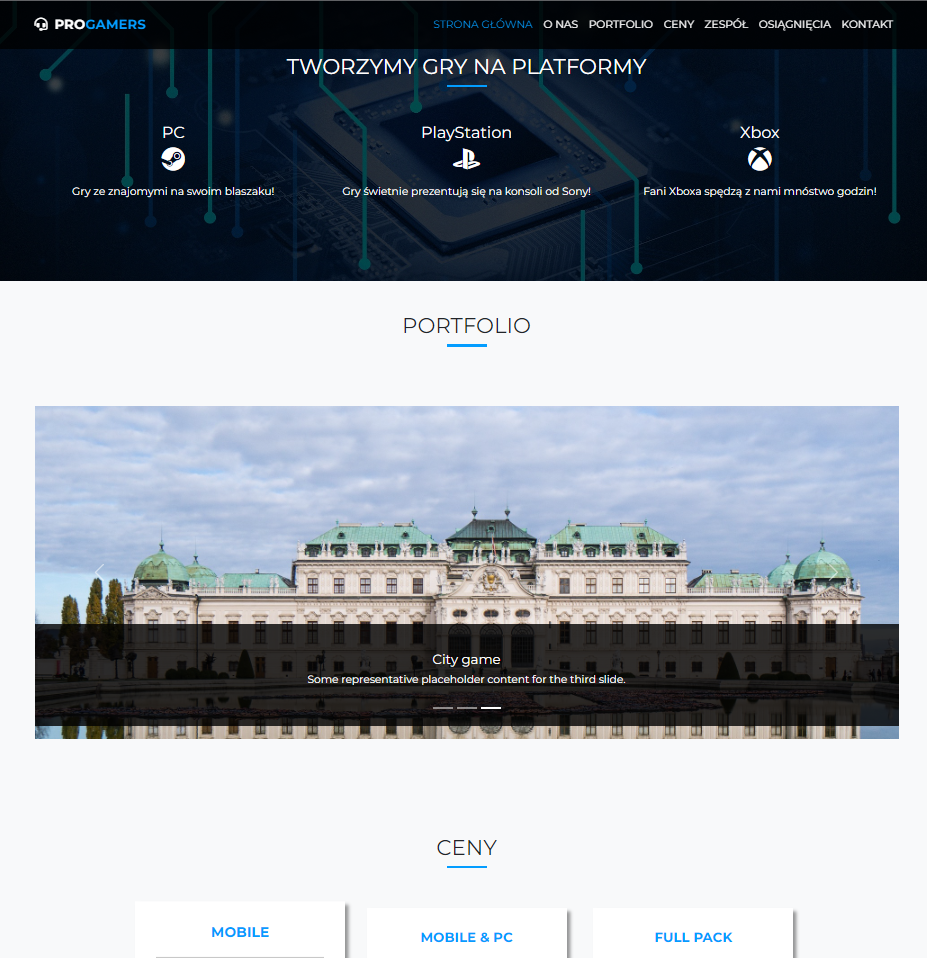 PROGAMERS
STRONA GŁÓWNA O NAS PORTFOLIO CENY ZESPÓŁ OSIĄGNIĘCIA KONTAKT
TWORZYMY GRY NA PLATFORMY
PC
Gry ze znajomymi na swoim blaszaku!
PlayStation
Gry świetnie prezentują się na konsoli od Sony!
Xbox
Fani Xboxa spędzą z nami mnóstwo godzin!
PORTFOLIO
City game
Some representative placeholder content for the third slide.
CENY
MOBILE
MOBILE & PC
FULL PACK